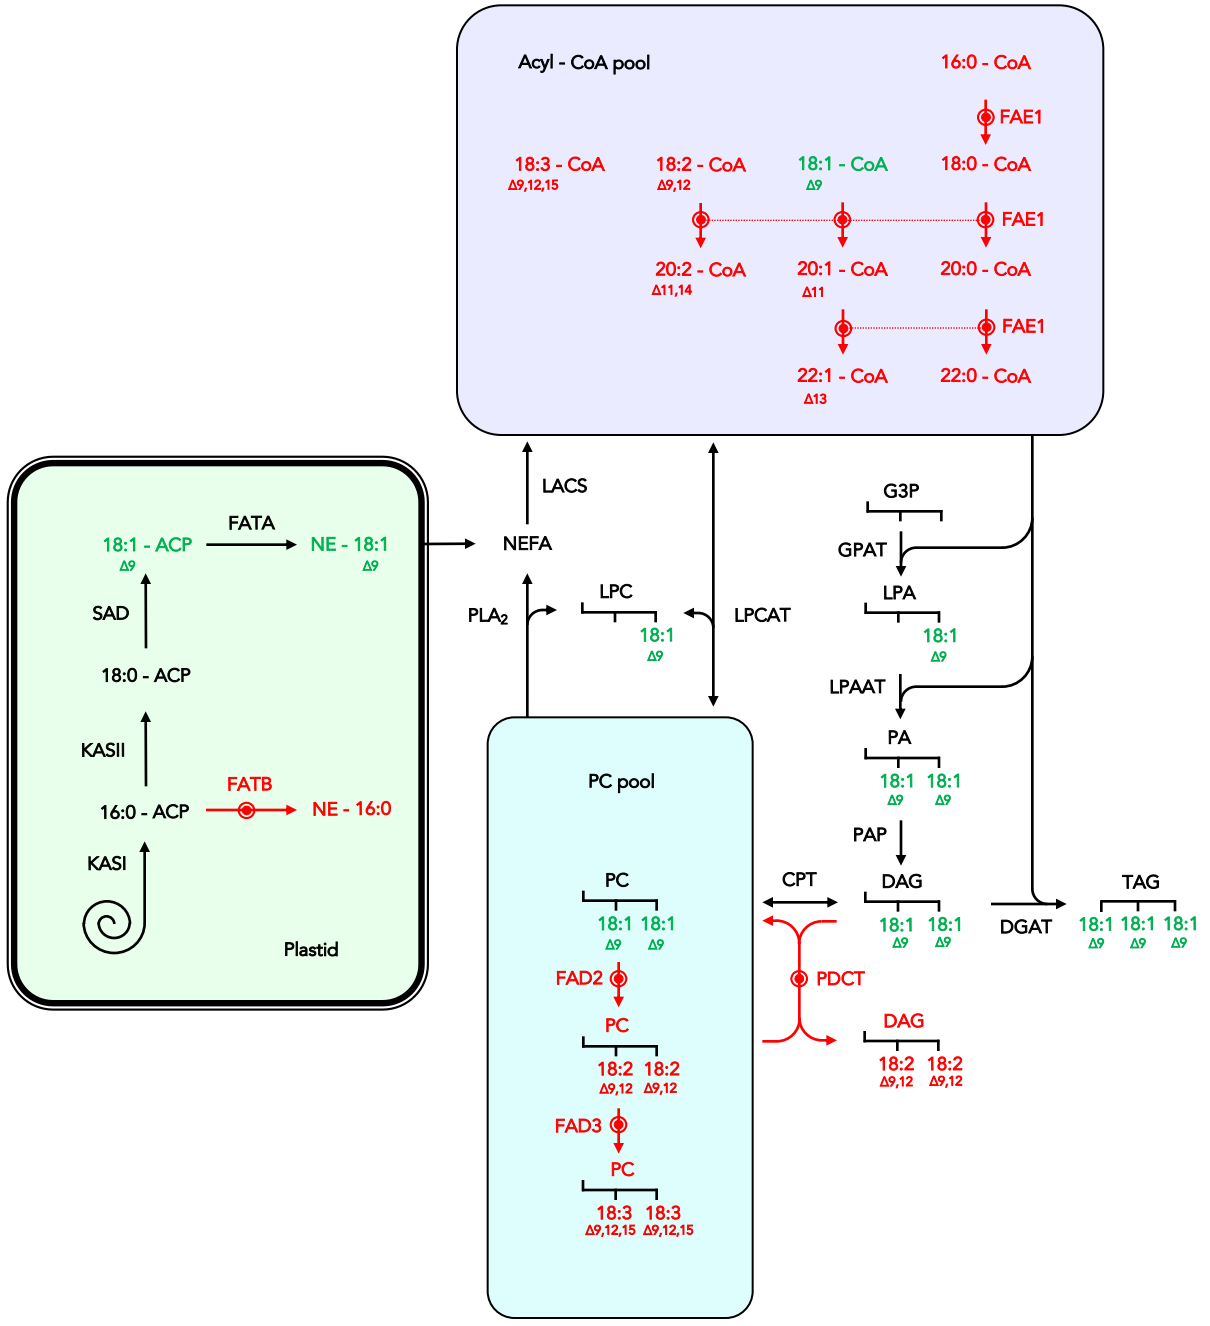 Acyl - CoA pool
16:0 - CoA
FAE1
18:3 - CoA
Δ9,12,15
18:2 - CoA
Δ9,12
18:1 - CoA
Δ9
18:0 - CoA
FAE1
20:2 - CoA
Δ11,14
20:1 - CoA
Δ11
20:0 - CoA
FAE1
22:1 - CoA
Δ13
22:0 - CoA
18:1 - ACP
Δ9
FATA
NE - 18:1
Δ9
SAD
18:0 - ACP
KASII
16:0 - ACP
FATB
NE - 16:0
KASI
Plastid
LACS
NEFA
PLA₂
LPC
18:1
Δ9
LPCAT
G3P
GPAT
LPA
18:1
Δ9
LPAAT
PA
18:1 18:1
Δ9 Δ9
PAP
DAG
18:1 18:1
Δ9 Δ9
DGAT
TAG
18:1 18:1 18:1
Δ9 Δ9 Δ9
CPT
PDCT
DAG
18:2 18:2
Δ9,12 Δ9,12
PC pool
PC
18:1 18:1
Δ9 Δ9
FAD2
PC
18:2 18:2
Δ9,12 Δ9,12
FAD3
PC
18:3 18:3
Δ9,12,15 Δ9,12,15